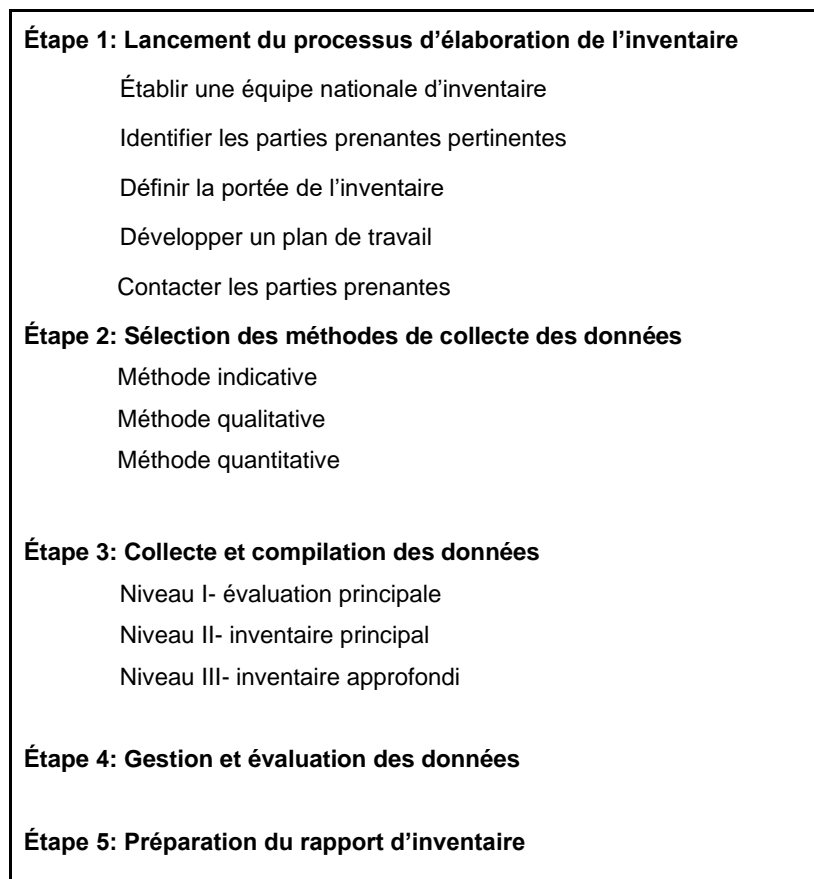 Étape 1: Lancement du processus d’élaboration de l’inventaire
Établir une équipe nationale d’inventaire
Identifier les parties prenantes pertinentes
Définir la portée de l’inventaire
Développer un plan de travail
Contacter les parties prenantes
Étape 2: Sélection des méthodes de collecte des données
Méthode indicative
Méthode qualitative
Méthode quantitative
Étape 3: Collecte et compilation des données
Niveau I- évaluation principale
Niveau II- inventaire principal
Niveau III- inventaire approfondi
Étape 4: Gestion et évaluation des données
Étape 5: Préparation du rapport d’inventaire